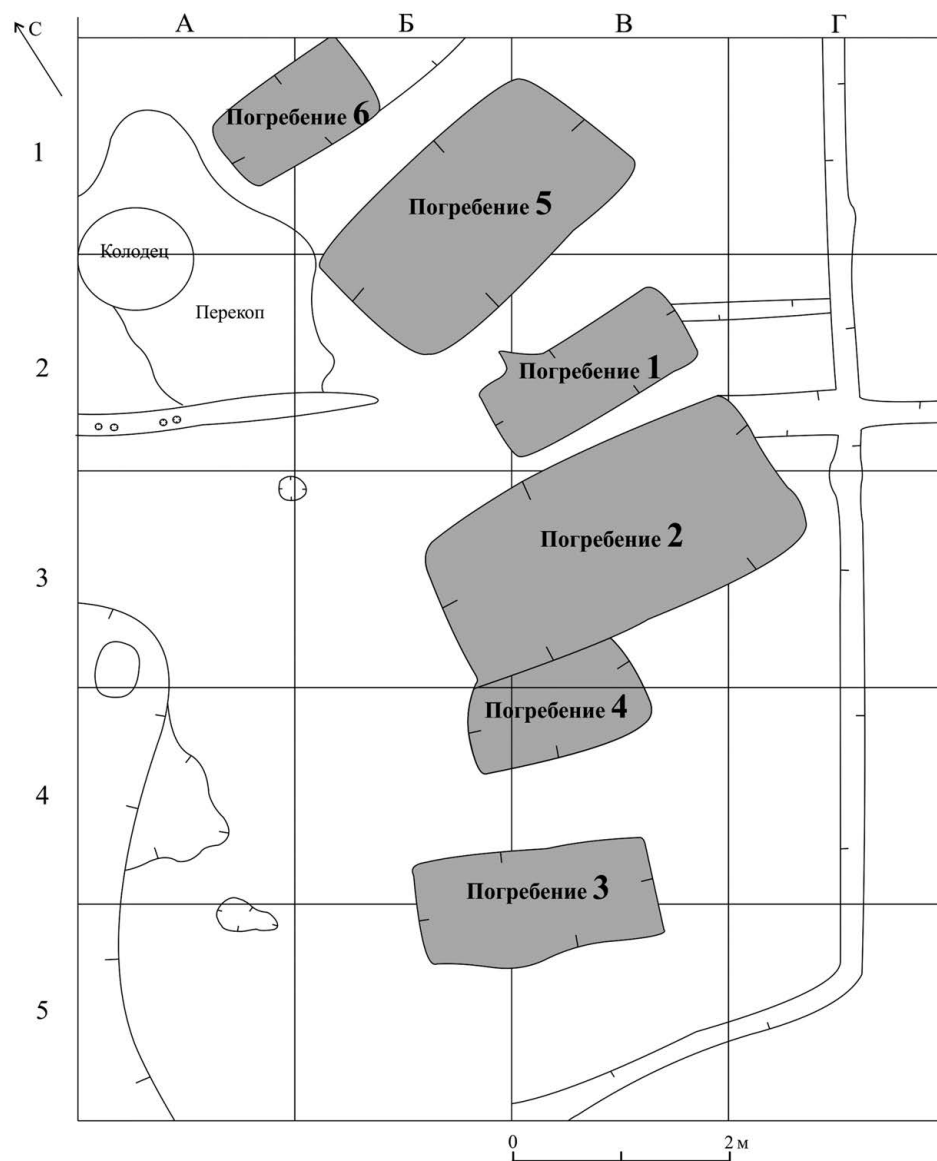 С
А Б В Г
1
Погребение 6
Погребение 5
Колодец
Перекоп
2
Погребение 1
3
Погребение 2
Погребение 4
4
Погребение 3
5
0 2 м